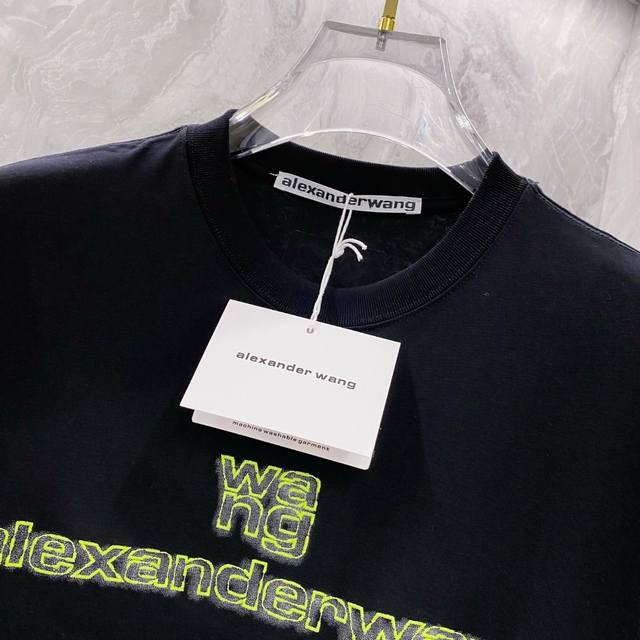 alexanderwang
alexander wang
machine washable garment
wa
ng
alexanderwa